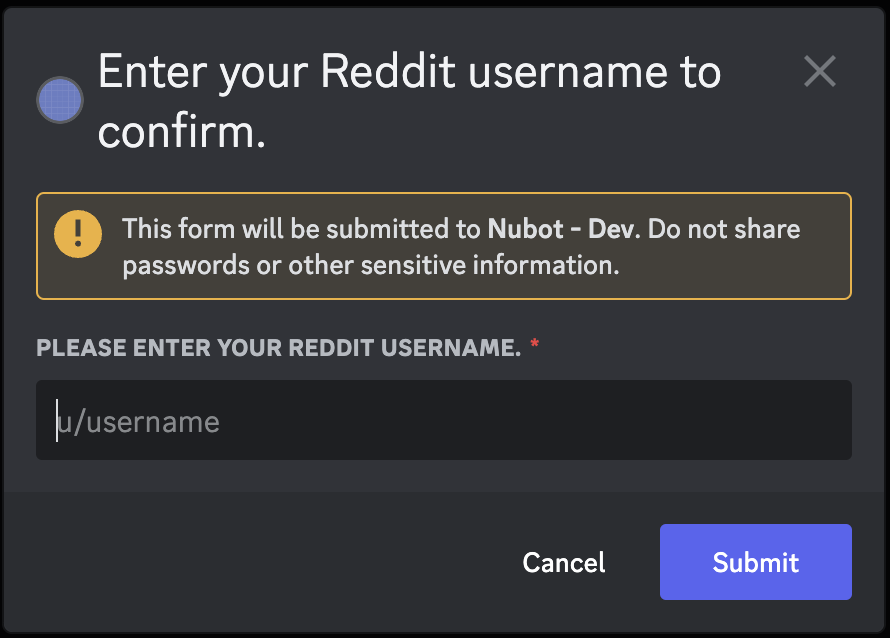 Enter your Reddit username to
confirm.
This form will be submitted to Nubot - Dev. Do not share
passwords or other sensitive information.
PLEASE ENTER YOUR REDDIT USERNAME. *
u/username
Cancel
Submit